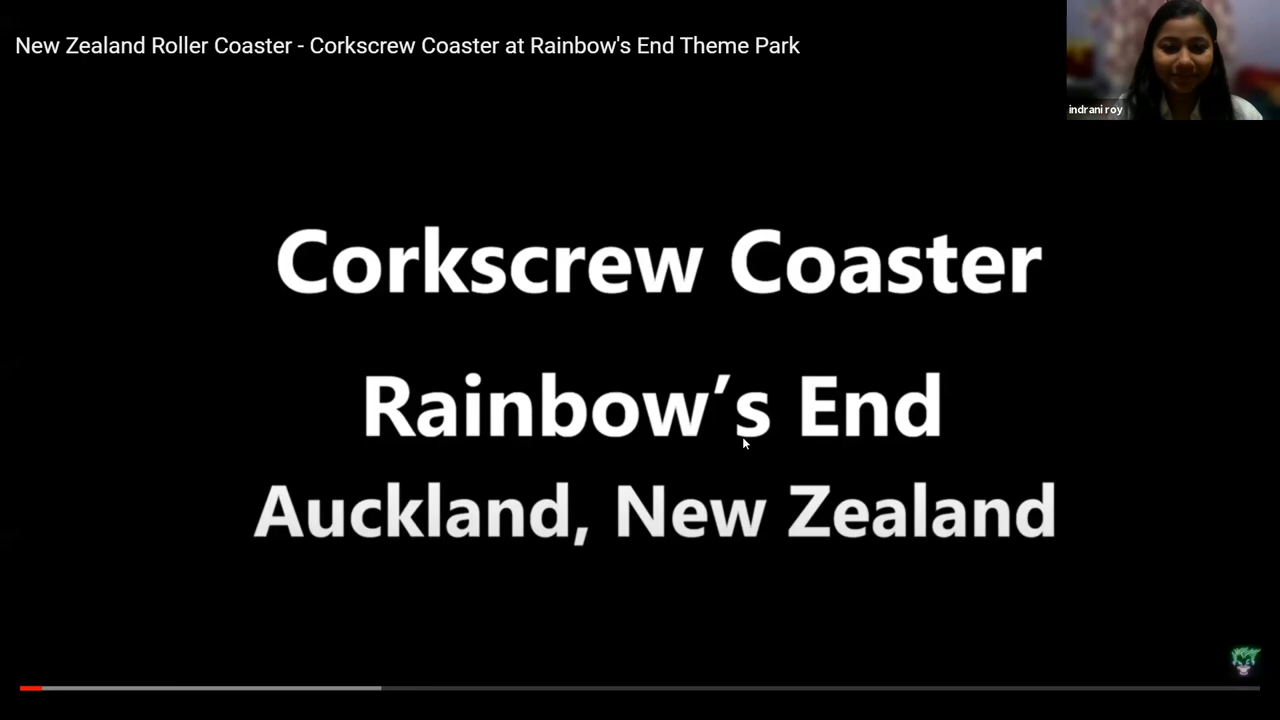 New Zealand Roller Coaster - Corkscrew Coaster at Rainbow's End Theme Park
indrani roy
Corkscrew Coaster
Rainbow’s End
Auckland, New Zealand